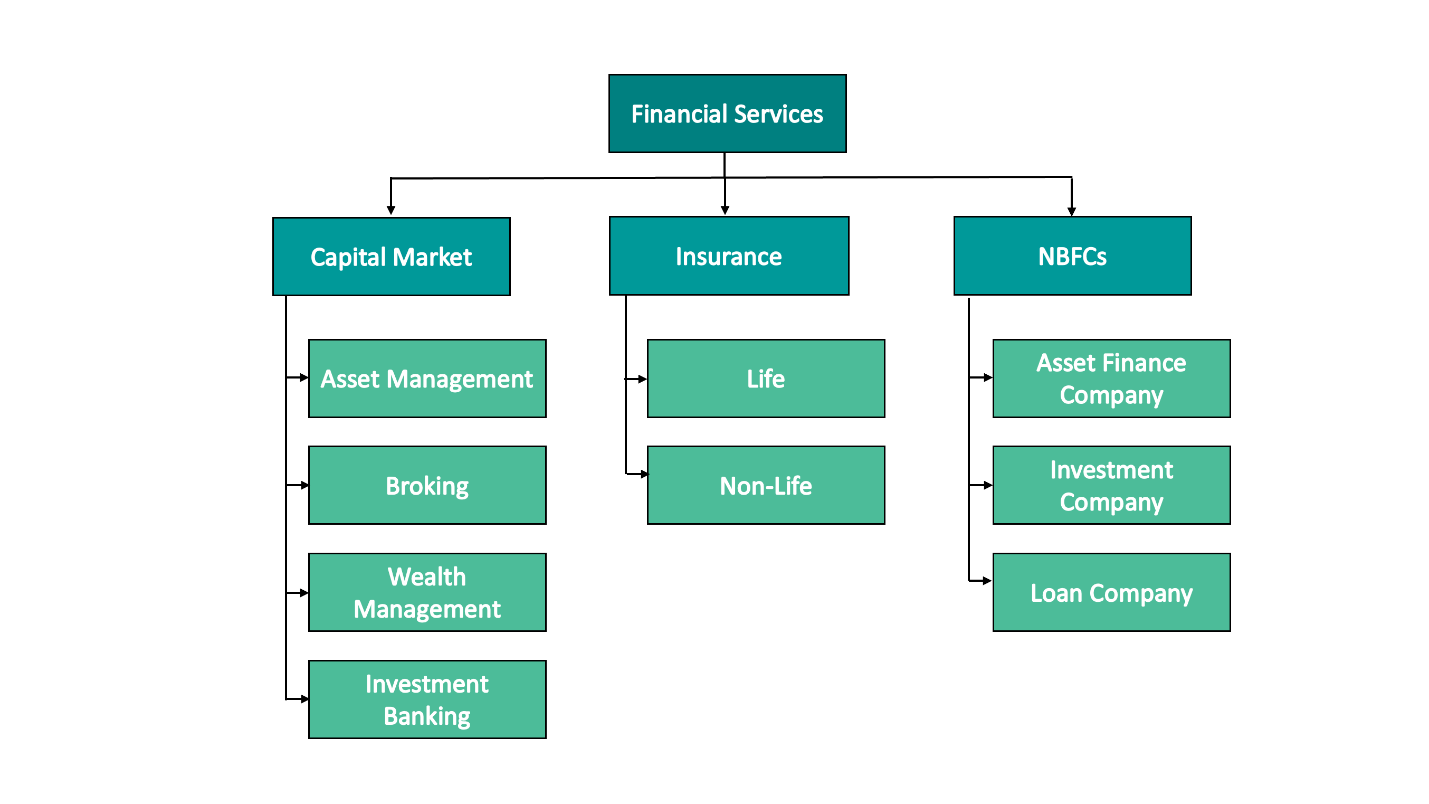 Financial Services
Capital Market
Insurance
NBFCs
Asset Management
Broking
Wealth
Management
Investment
Banking
Life
Non-Life
Asset Finance
Company
Investment
Company
Loan Company